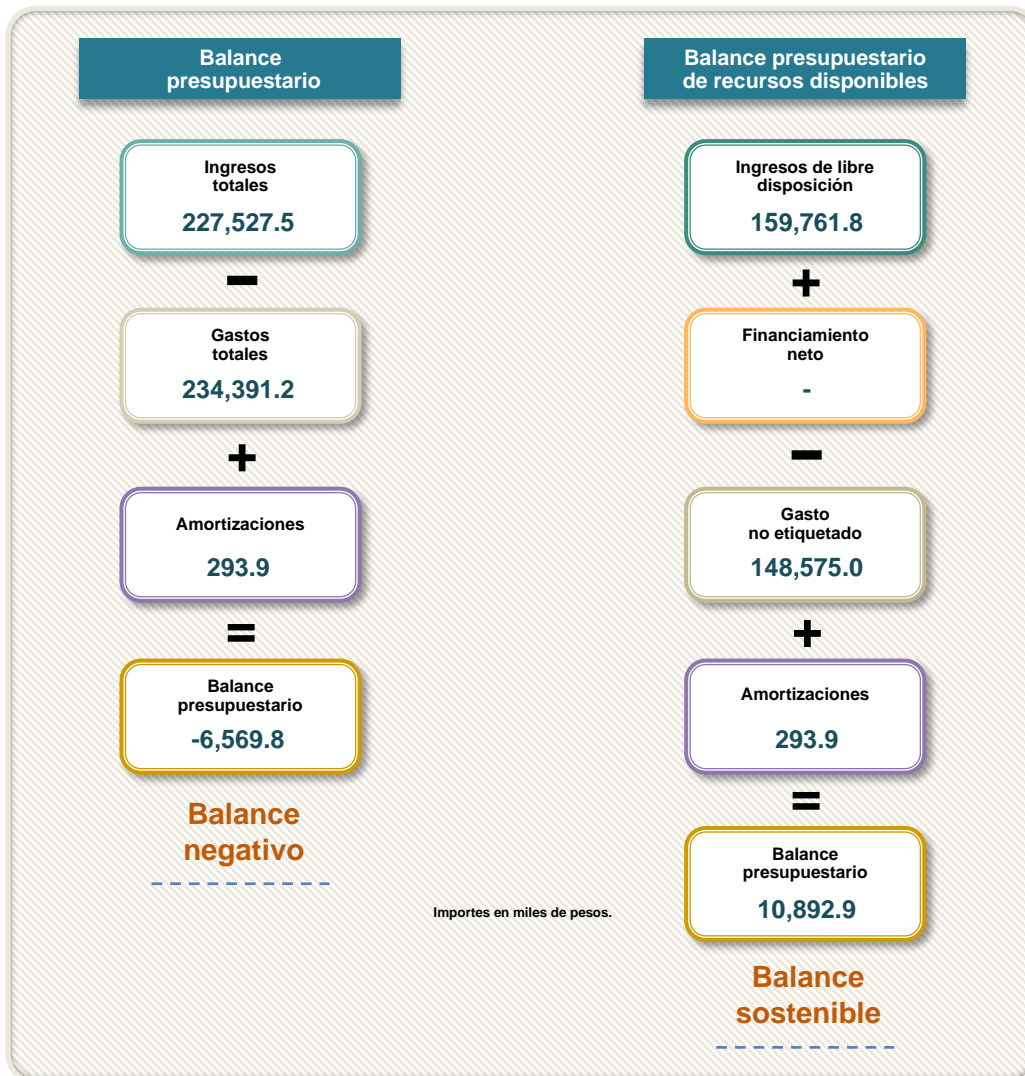 Balance
presupuestario
Ingresos
totales
227,527.5
−
Gastos
totales
234,391.2
+
Amortizaciones
293.9
=
Balance
presupuestario
-6,569.8
Balance
negativo
Balance presupuestario
de recursos disponibles
Ingresos de libre
disposición
159,761.8
+
Financiamiento
neto
-
−
Gasto
no etiquetado
148,575.0
+
Amortizaciones
293.9
=
Balance
presupuestario
10,892.9
Balance
sostenible
Importes en miles de pesos.